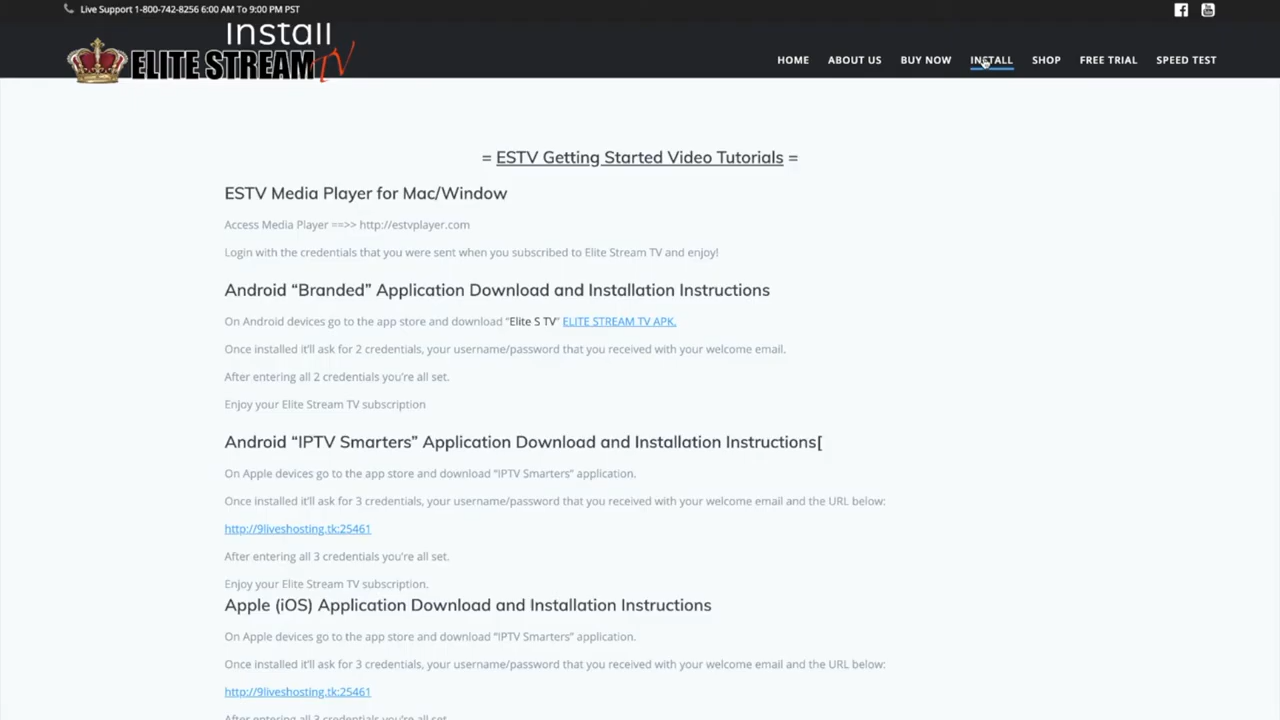 Live Support 1-800-742-8256 6:00 AM To 9:00 PM PST
Install
ELITE STREAM TV
HOME ABOUT US BUY NOW INSTALL SHOP FREE TRIAL SPEED TEST
= ESTV Getting Started Video Tutorials =
ESTV Media Player for Mac/Window
Access Media Player ==>> http://estvplayer.com
Login with the credentials that you were sent when you subscribed to Elite Stream TV and enjoy!
Android “Branded” Application Download and Installation Instructions
On Android devices go to the app store and download “Elite S TV” ELITE STREAM TV APK.
Once installed it’ll ask for 2 credentials, your username/password that you received with your welcome email.
After entering all 2 credentials you’re all set.
Enjoy your Elite Stream TV subscription
Android “IPTV Smarters” Application Download and Installation Instructions[
On Apple devices go to the app store and download “IPTV Smarters” application.
Once installed it’ll ask for 3 credentials, your username/password that you received with your welcome email and the URL below:
http://9liveshosting.tk:25461
After entering all 3 credentials you’re all set.
Enjoy your Elite Stream TV subscription.
Apple (iOS) Application Download and Installation Instructions
On Apple devices go to the app store and download “IPTV Smarters” application.
Once installed it’ll ask for 3 credentials, your username/password that you received with your welcome email and the URL below:
http://9liveshosting.tk:25461
After entering all 3 credentials you’re all set.